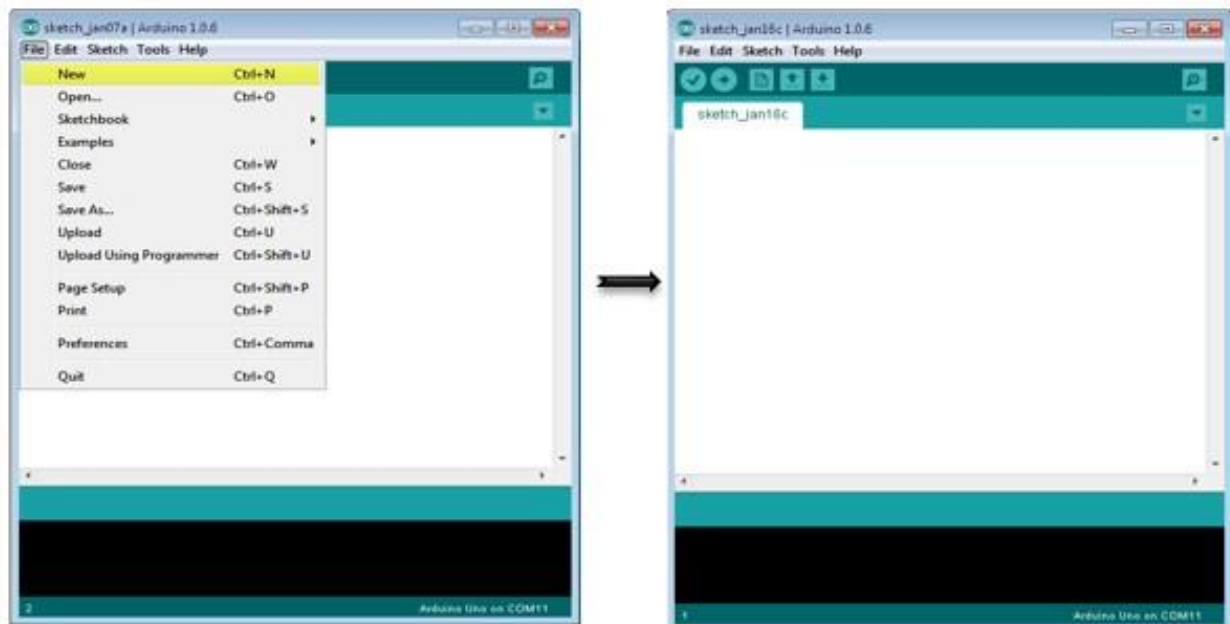 sketch_jan07a | Arduino 1.0.6
File Edit Sketch Tools Help
New Ctrl+N
Open... Ctrl+O
Sketchbook
Examples
Close Ctrl+W
Save Ctrl+S
Save As... Ctrl+Shift+S
Upload Ctrl+U
Upload Using Programmer Ctrl+Shift+U
Page Setup Ctrl+Shift+P
Print Ctrl+P
Preferences Ctrl+Comma
Quit Ctrl+Q
2 Arduino Uno on COM11
sketch_jan16c | Arduino 1.0.6
File Edit Sketch Tools Help
sketch_jan16c
1 Arduino Uno on COM11